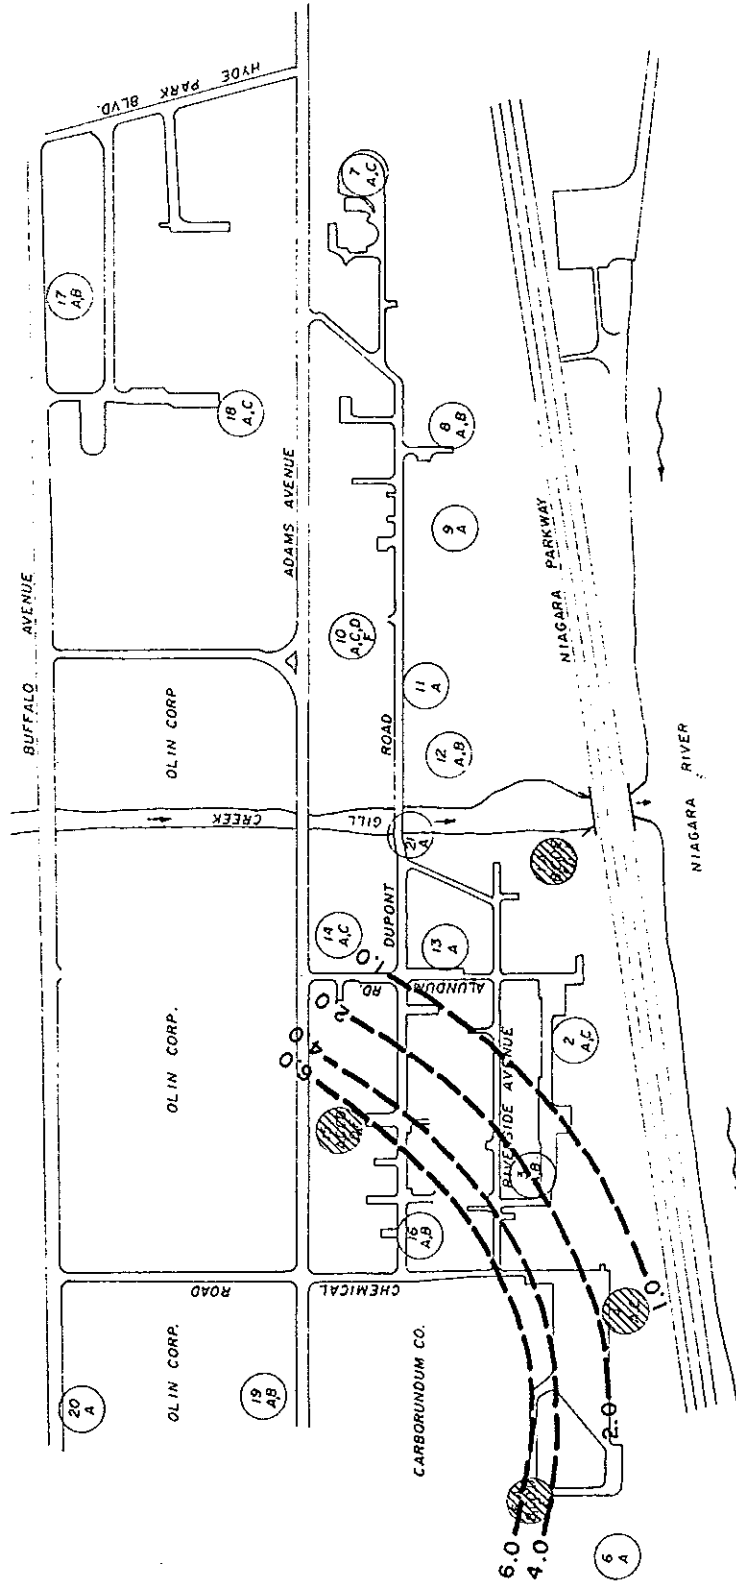 HYDE PARK BLVD.
BUFFALO AVENUE
ADAMS AVENUE
NIAGARA PARKWAY
NIAGARA RIVER
GILL CREEK
DUPONT ROAD
ALUNDUM RD.
RIVERSIDE AVENUE
CHEMICAL ROAD
OLIN CORP
OLIN CORP.
OLIN CORP.
CARBORUNDUM CO.
17
A,B
18
A,C
7
A,C
8
A,B
9
A
10
A,C,D
F
11
A
12
A,B
21
A
14
A,C
13
A
2
A,C
3
A,B
16
A,B
20
A
19
A,B
6
A
1.0
2.0
4.0
6.0
1.0
2.0
4.0
6.0